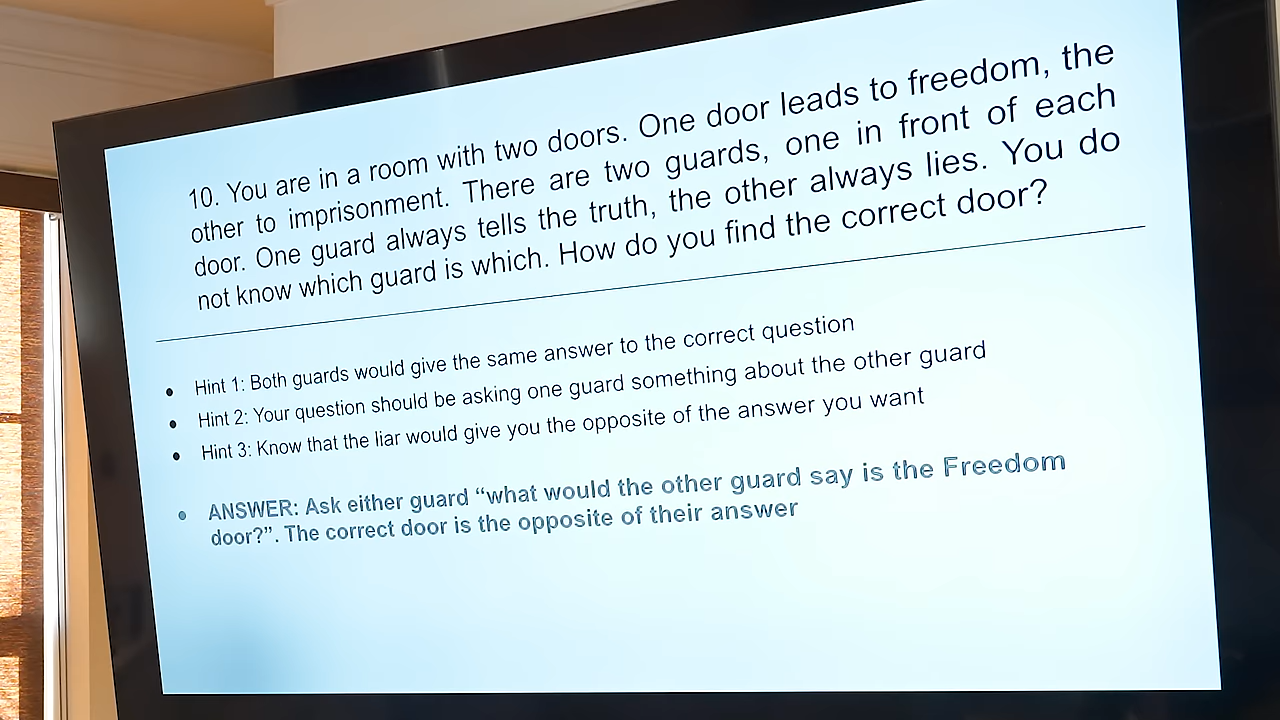 10. You are in a room with two doors. One door leads to freedom, the
other to imprisonment. There are two guards, one in front of each
door. One guard always tells the truth, the other always lies. You do
not know which guard is which. How do you find the correct door?
• Hint 1: Both guards would give the same answer to the correct question
• Hint 2: Your question should be asking one guard something about the other guard
• Hint 3: Know that the liar would give you the opposite of the answer you want
• ANSWER: Ask either guard “what would the other guard say is the Freedom
door?”. The correct door is the opposite of their answer